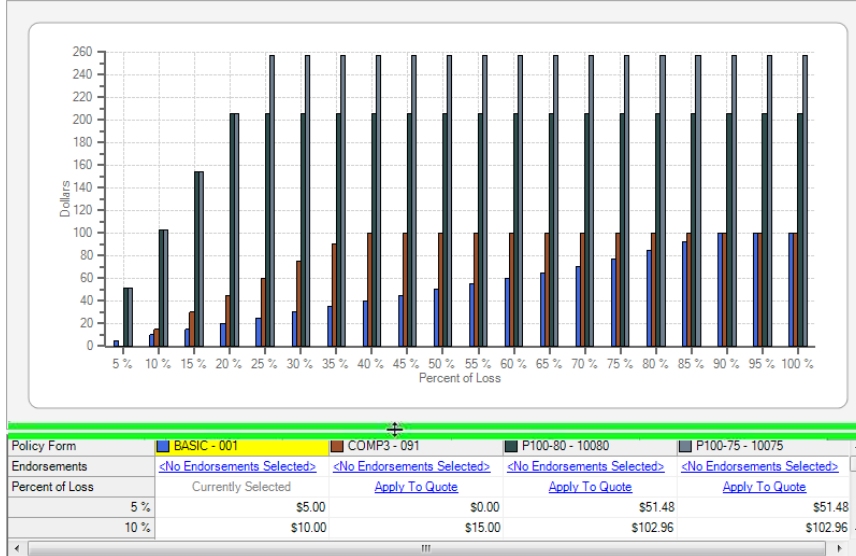 260
240
220
200
180
160
140
120
100
80
60
40
20
0
Dollars
5 % 10 % 15 % 20 % 25 % 30 % 35 % 40 % 45 % 50 % 55 % 60 % 65 % 70 % 75 % 80 % 85 % 90 % 95 % 100 %
Percent of Loss
Policy Form BASIC - 001 COMP3 - 091 P100-80 - 10080 P100-75 - 10075
Endorsements <No Endorsements Selected> <No Endorsements Selected> <No Endorsements Selected> <No Endorsements Selected>
Percent of Loss Currently Selected Apply To Quote Apply To Quote Apply To Quote
5 % $5.00 $0.00 $51.48 $51.48
10 % $10.00 $15.00 $102.96 $102.96